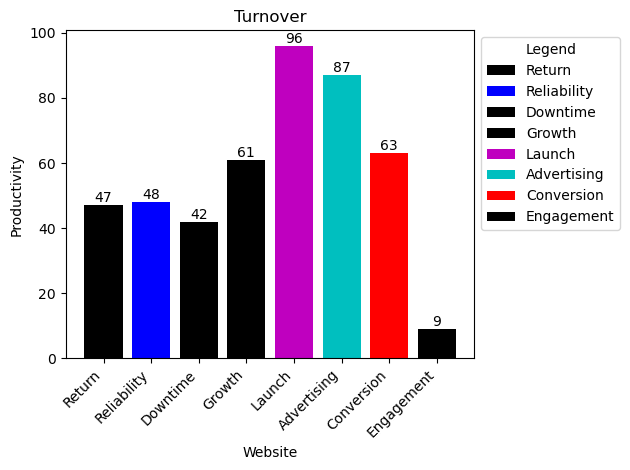 Turnover
Productivity
100
80
60
40
20
0
47
48
42
61
96
87
63
9
Return
Reliability
Downtime
Growth
Launch
Advertising
Conversion
Engagement
Website
Legend
Return
Reliability
Downtime
Growth
Launch
Advertising
Conversion
Engagement